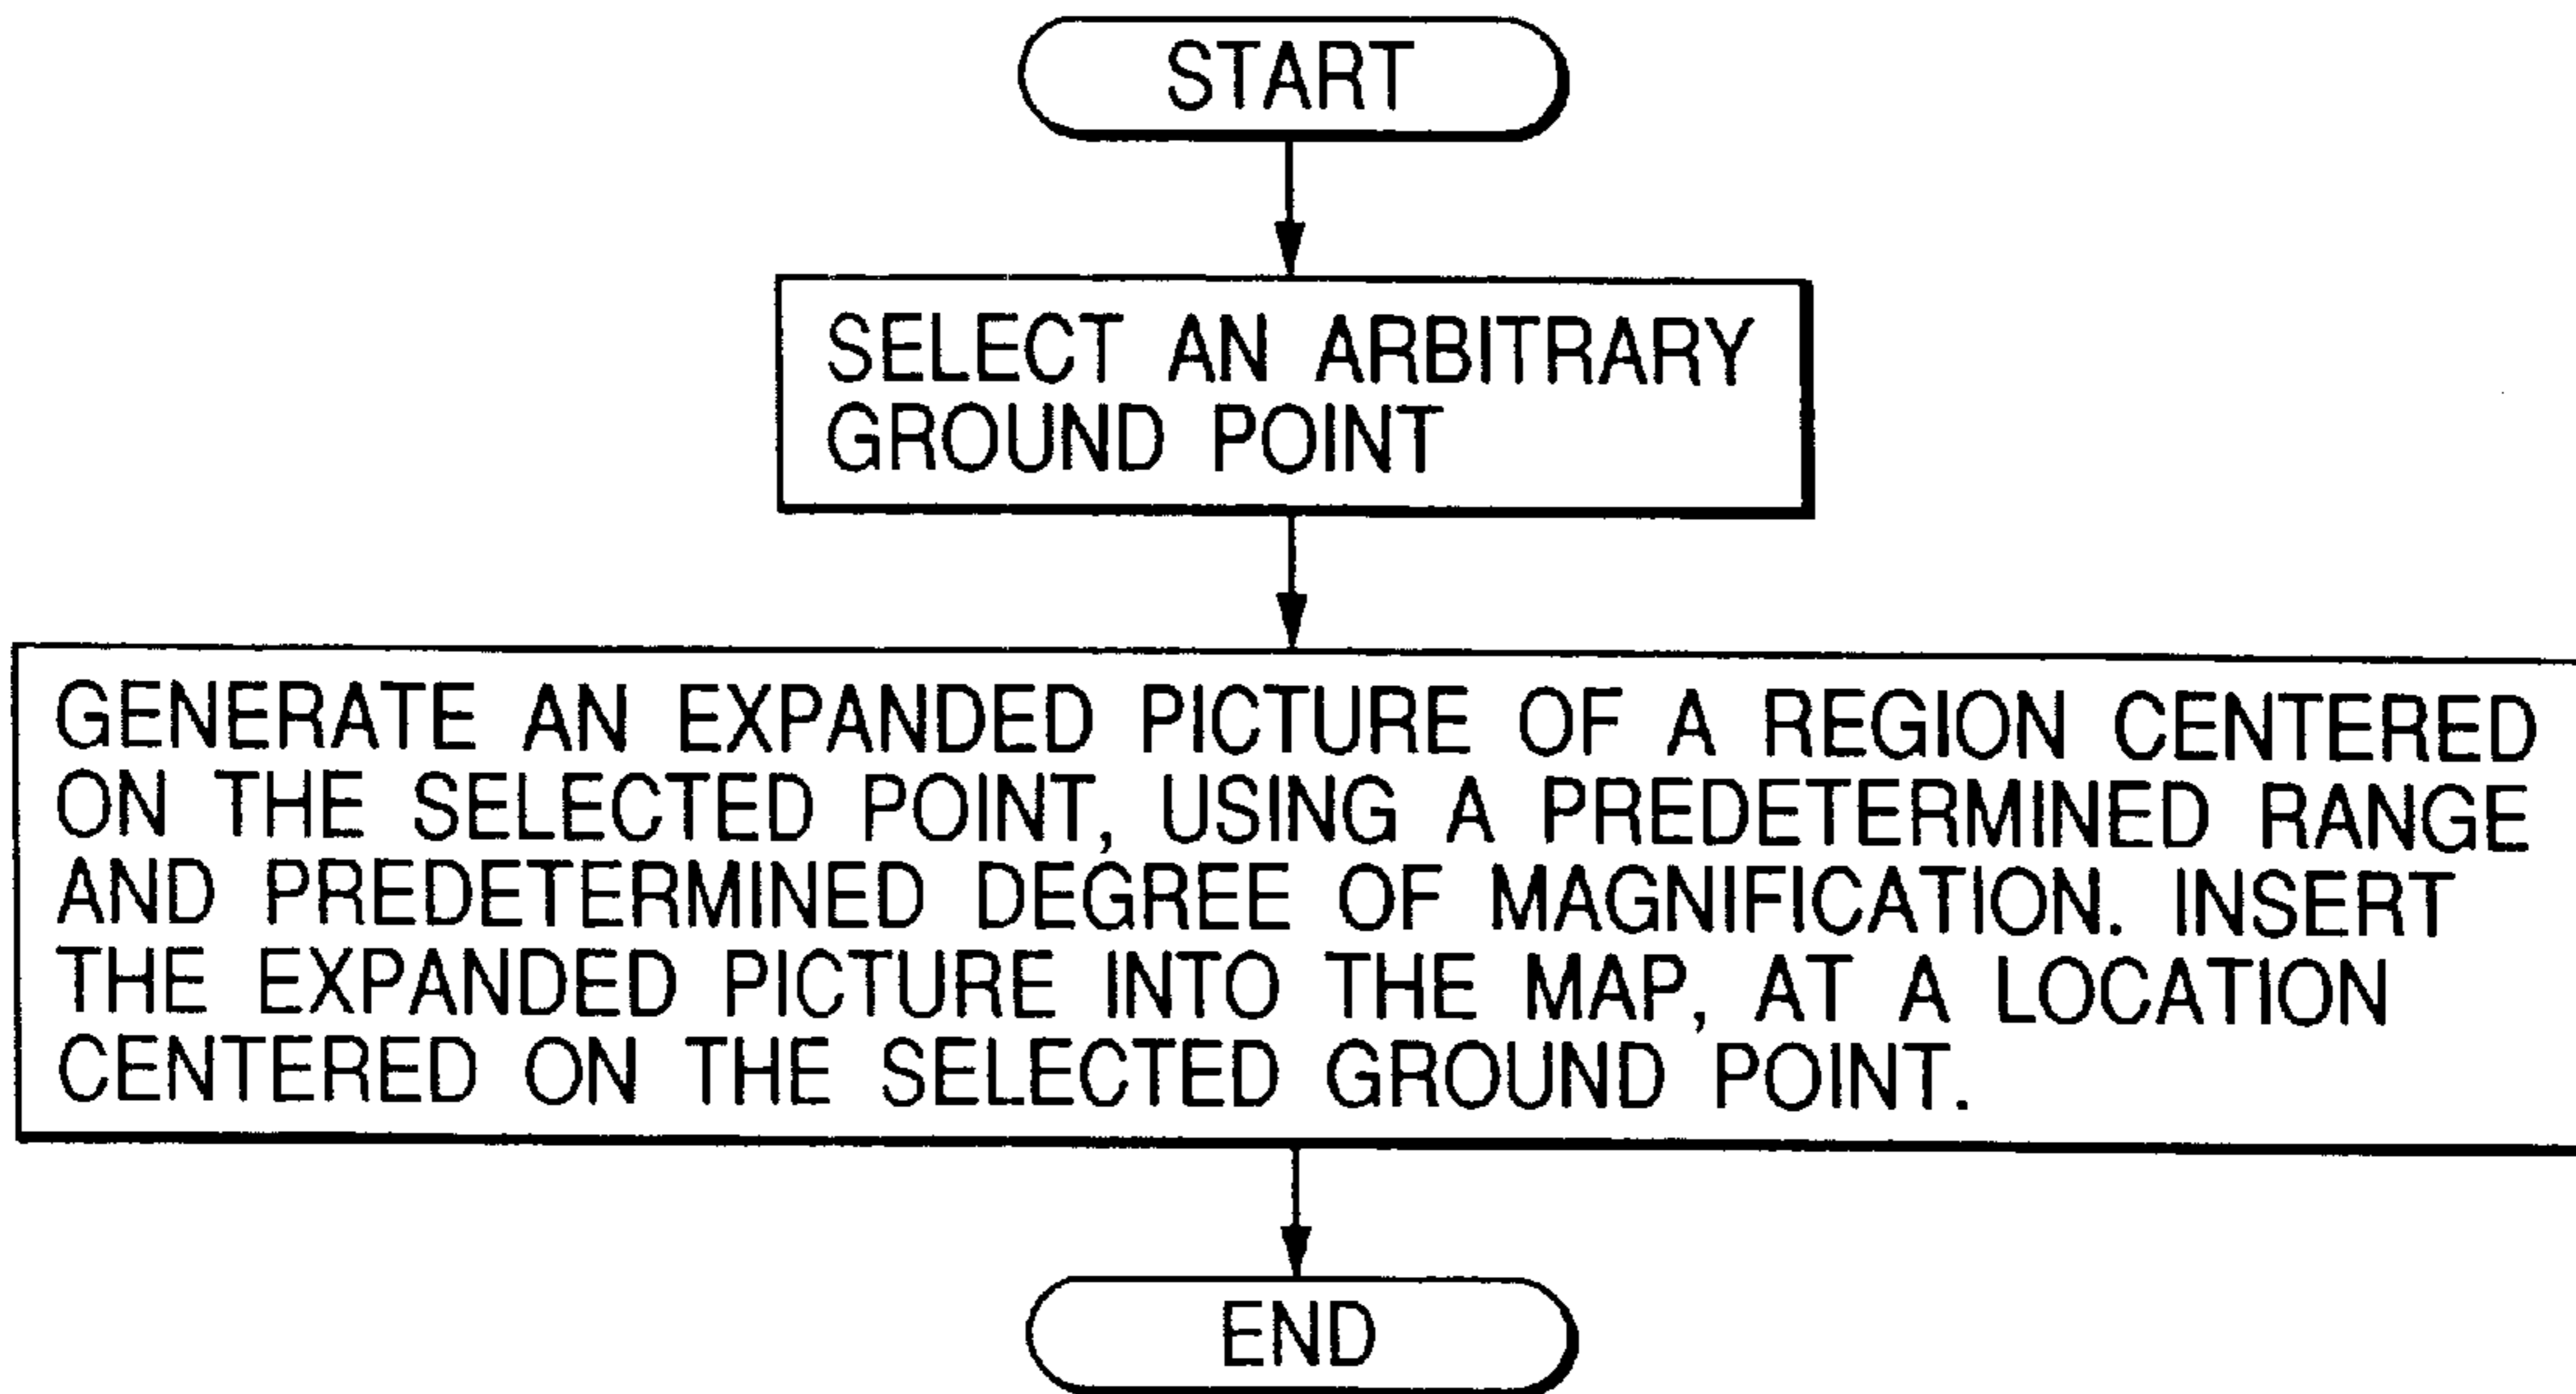 START
SELECT AN ARBITRARY
GROUND POINT
GENERATE AN EXPANDED PICTURE OF A REGION CENTERED
ON THE SELECTED POINT, USING A PREDETERMINED RANGE
AND PREDETERMINED DEGREE OF MAGNIFICATION. INSERT
THE EXPANDED PICTURE INTO THE MAP, AT A LOCATION
CENTERED ON THE SELECTED GROUND POINT.
END